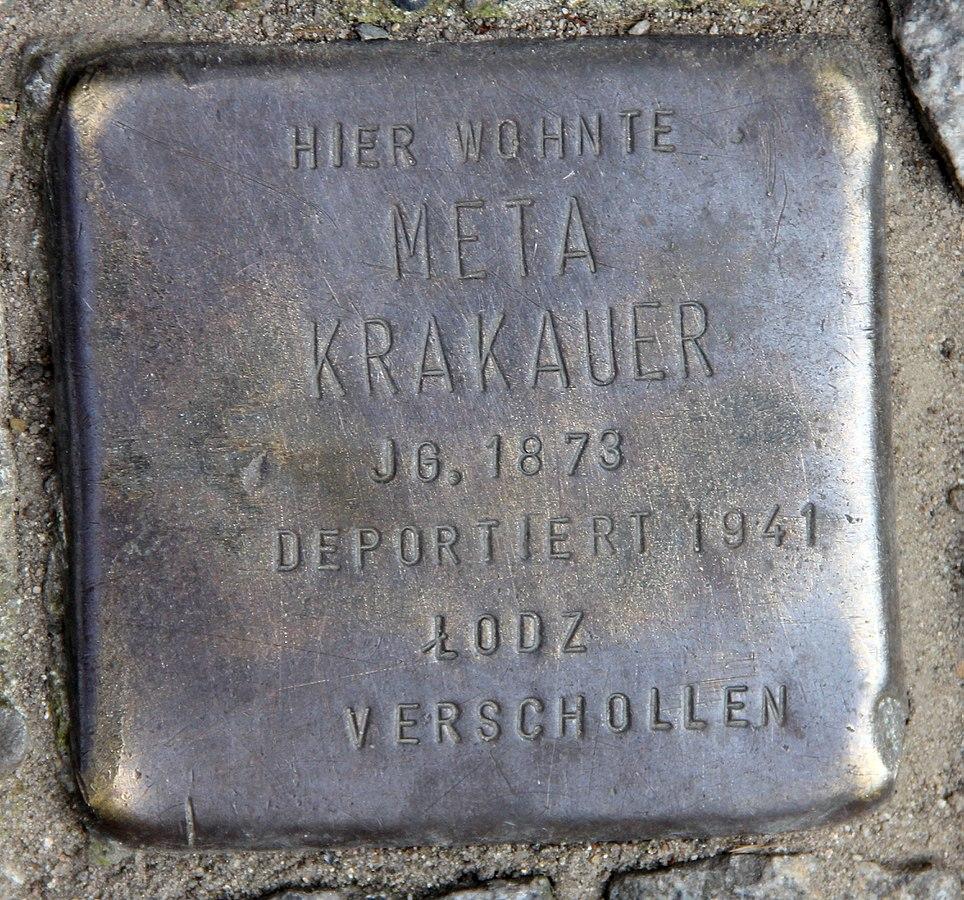 HIER WOHNTE
META
KRAKAUER
JG. 1873
DEPORTIERT 1941
ŁODZ
VERSCHOLLEN